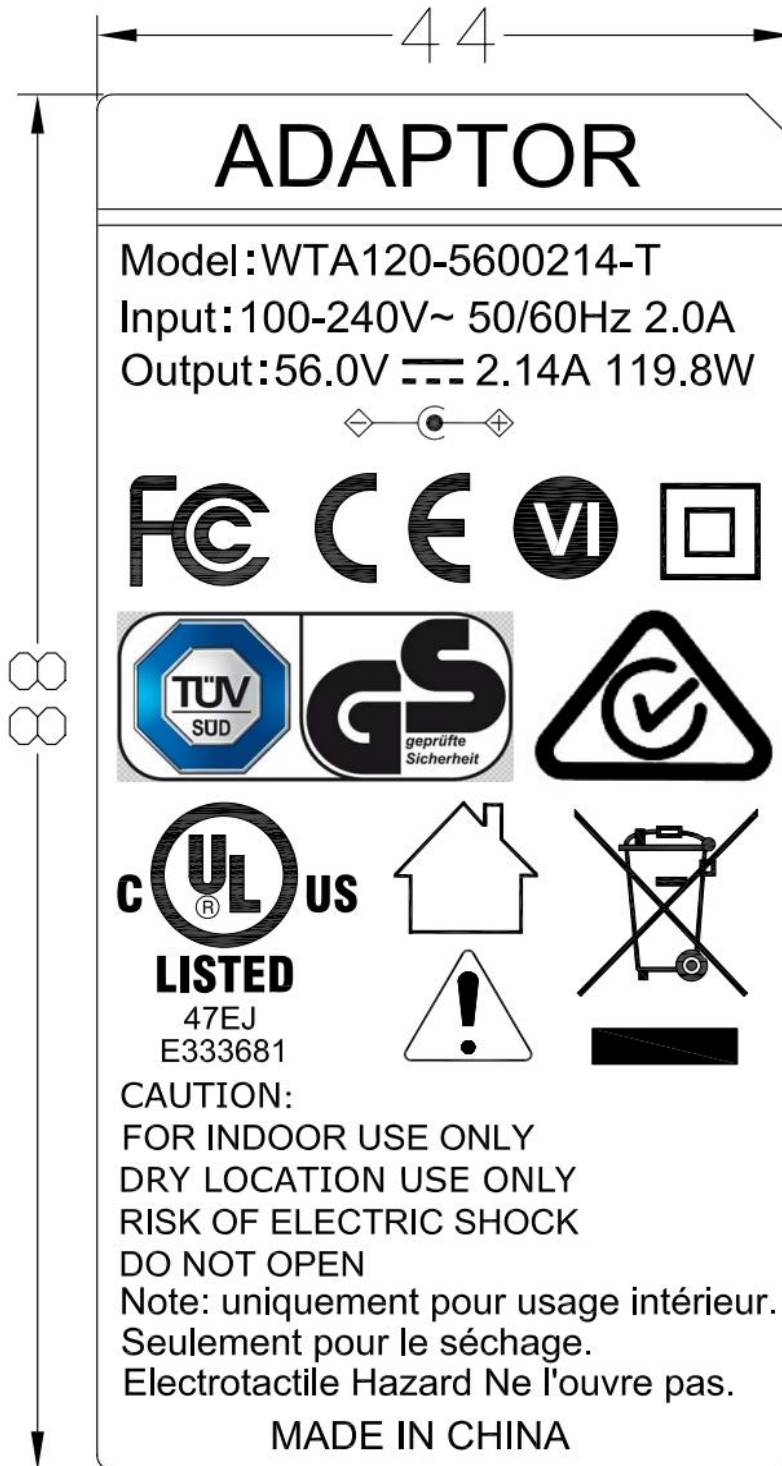 44
88
ADAPTOR
Model:WTA120-5600214-T
Input:100-240V~ 50/60Hz 2.0A
Output:56.0V ⎓ 2.14A 119.8W
FC CE VI
TÜV
SÜD
GS
geprüfte
Sicherheit
C UL ® US
LISTED
47EJ
E333681
CAUTION:
FOR INDOOR USE ONLY
DRY LOCATION USE ONLY
RISK OF ELECTRIC SHOCK
DO NOT OPEN
Note: uniquement pour usage intérieur.
Seulement pour le séchage.
Electrotactile Hazard Ne l'ouvre pas.
MADE IN CHINA